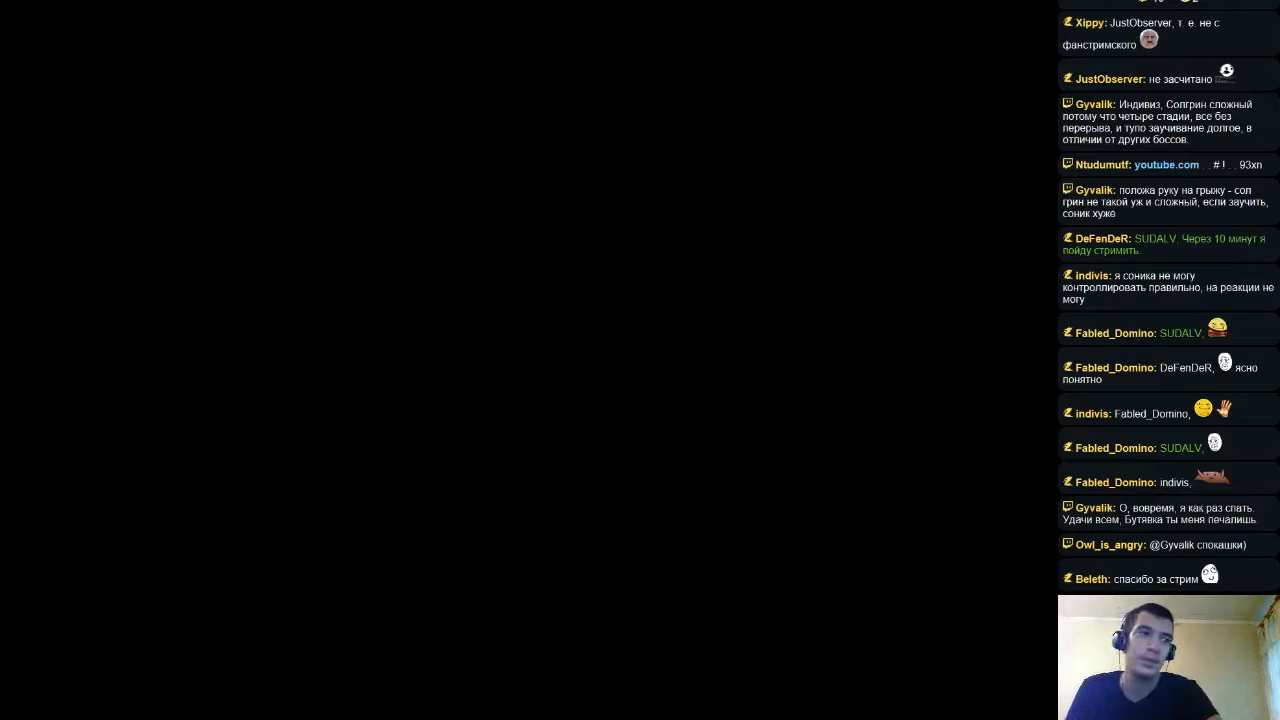 Xippy: JustObserver, т. е. не с
фанстримского
JustObserver: не засчитано
Gyvalik: Индивиз, Солгрин сложный
потому что четыре стадии, все без
перерыва, и тупо заучивание долгое, в
отличии от других боссов.
Ntudumutf: youtube.com . . # ! . . 93xn
Gyvalik: положа руку на грыжу - сол
грин не такой уж и сложный, если заучить,
соник хуже
DeFenDeR: SUDALV, Через 10 минут я
пойду стримить.
indivis: я соника не могу
контроллировать правильно, на реакции не
могу
Fabled_Domino: SUDALV,
Fabled_Domino: DeFenDeR, ясно
понятно
indivis: Fabled_Domino,
Fabled_Domino: SUDALV,
Fabled_Domino: indivis,
Gyvalik: О, вовремя, я как раз спать.
Удачи всем, Бутявка ты меня печалишь.
Owl_is_angry: @Gyvalik спокашки)
Beleth: спасибо за стрим